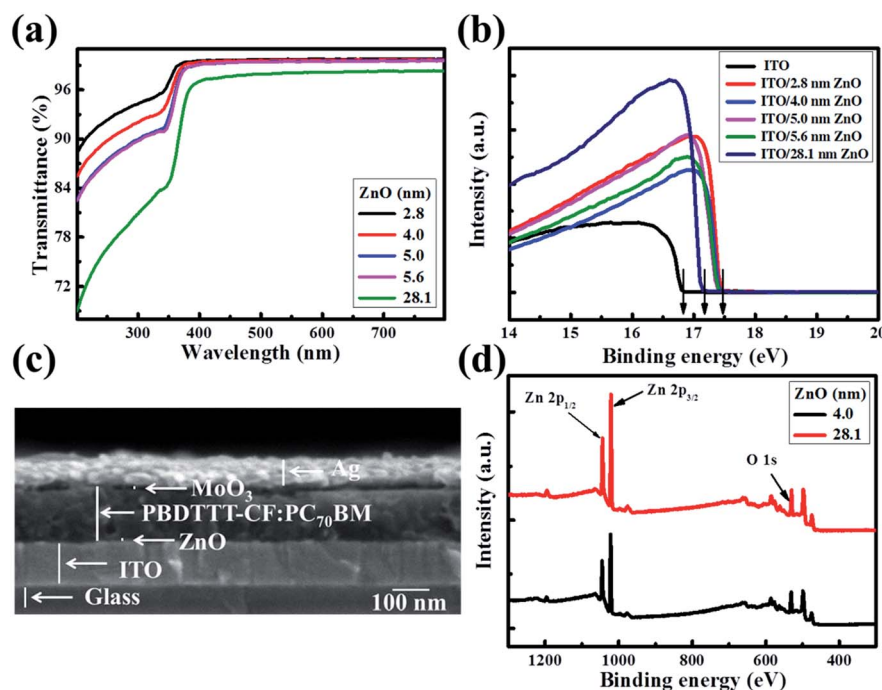 (a)
Transmittance (%)
96
90
84
78
72
300 400 500 600 700
Wavelength (nm)
ZnO (nm)
2.8
4.0
5.0
5.6
28.1
(b)
Intensity (a.u.)
14 15 16 17 18 19 20
Binding energy (eV)
ITO
ITO/2.8 nm ZnO
ITO/4.0 nm ZnO
ITO/5.0 nm ZnO
ITO/5.6 nm ZnO
ITO/28.1 nm ZnO
(c)
Ag
MoO₃
PBDTTT-CF:PC₇₀BM
ZnO
ITO
Glass
100 nm
(d)
Intensity (a.u.)
Zn 2p₁/₂
Zn 2p₃/₂
O 1s
ZnO (nm)
4.0
28.1
1200 1000 800 600 400
Binding energy (eV)